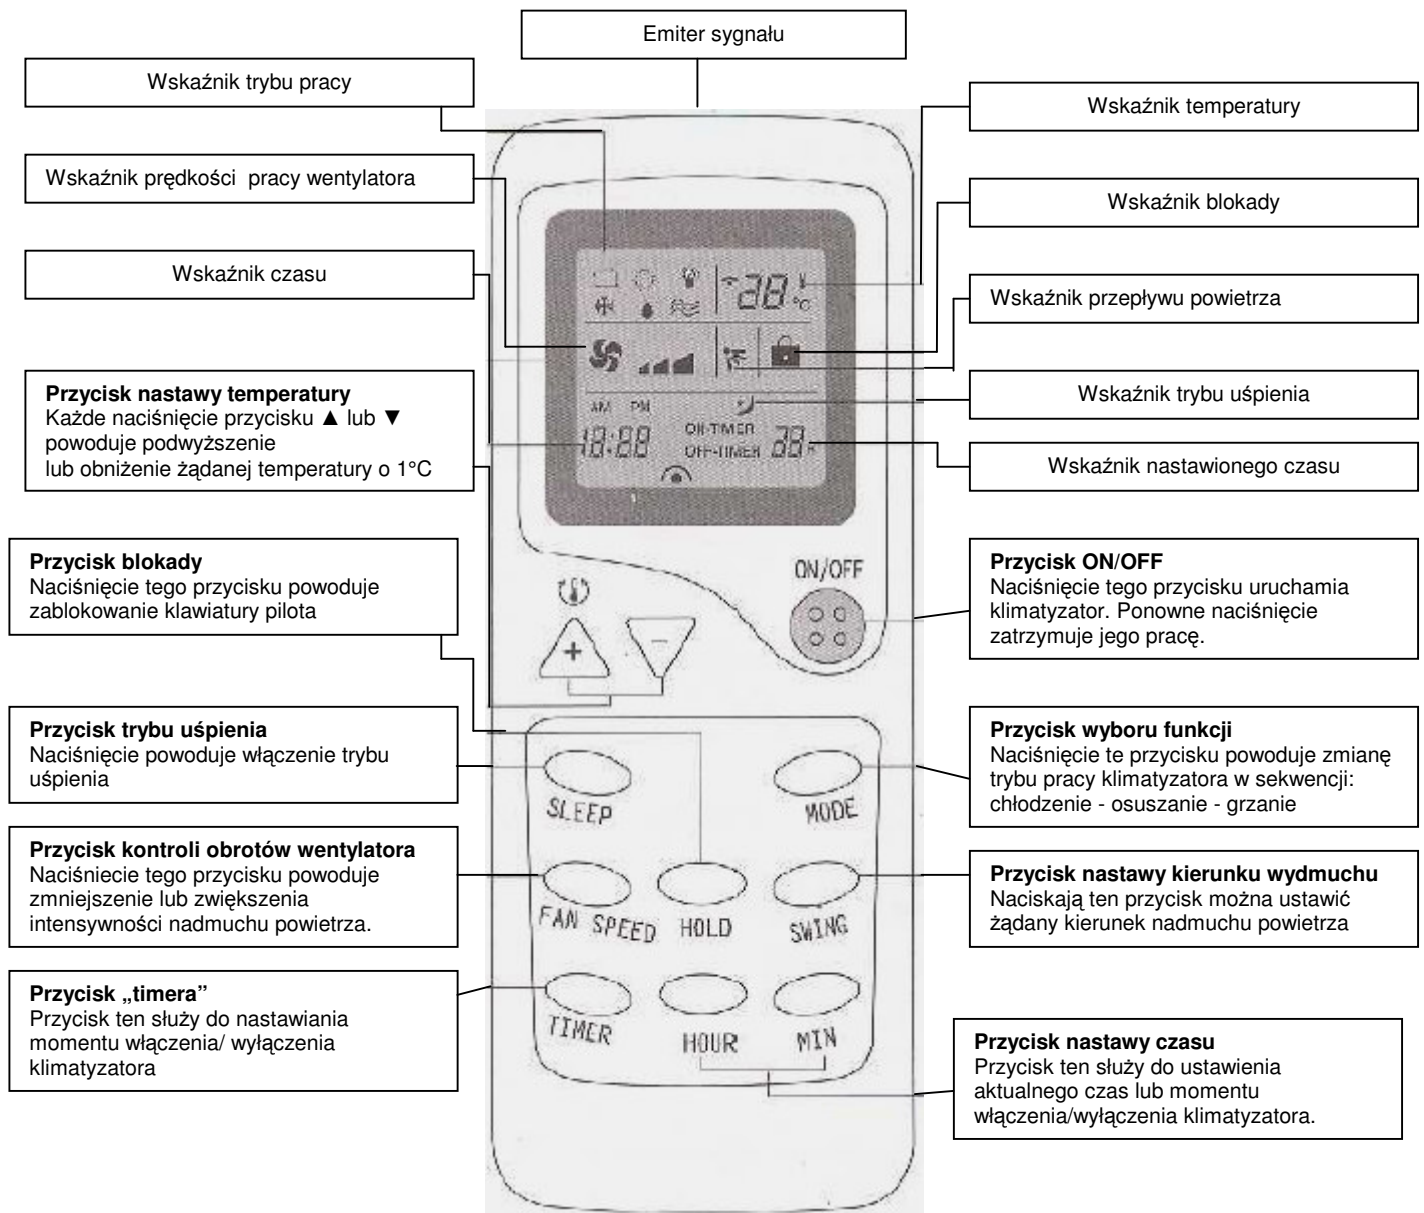 Emiter sygnału
Wskaźnik trybu pracy
Wskaźnik temperatury
Wskaźnik prędkości  pracy wentylatora
Wskaźnik blokady
Wskaźnik czasu
Wskaźnik przepływu powietrza
°C
Przycisk nastawy temperatury
Każde naciśnięcie przycisku ▲ lub ▼
powoduje podwyższenie
lub obniżenie żądanej temperatury o 1°C
Wskaźnik trybu uśpienia
AM PM
18:88
ON-TIMER
OFF-TIMER
Wskaźnik nastawionego czasu
Przycisk blokady
Naciśnięcie tego przycisku powoduje
zablokowanie klawiatury pilota
ON/OFF
+
-
Przycisk ON/OFF
Naciśnięcie tego przycisku uruchamia
klimatyzator. Ponowne naciśnięcie
zatrzymuje jego pracę.
Przycisk trybu uśpienia
Naciśnięcie powoduje włączenie trybu
uśpienia
SLEEP
MODE
Przycisk wyboru funkcji
Naciśnięcie te przycisku powoduje zmianę
trybu pracy klimatyzatora w sekwencji:
chłodzenie - osuszanie - grzanie
Przycisk kontroli obrotów wentylatora
Naciśniecie tego przycisku powoduje
zmniejszenie lub zwiększenia
intensywności nadmuchu powietrza.
FAN SPEED
HOLD
SWING
Przycisk nastawy kierunku wydmuchu
Naciskają ten przycisk można ustawić
żądany kierunek nadmuchu powietrza
Przycisk „timera”
Przycisk ten służy do nastawiania
momentu włączenia/ wyłączenia
klimatyzatora
TIMER
HOUR
MIN
Przycisk nastawy czasu
Przycisk ten służy do ustawienia
aktualnego czas lub momentu
włączenia/wyłączenia klimatyzatora.